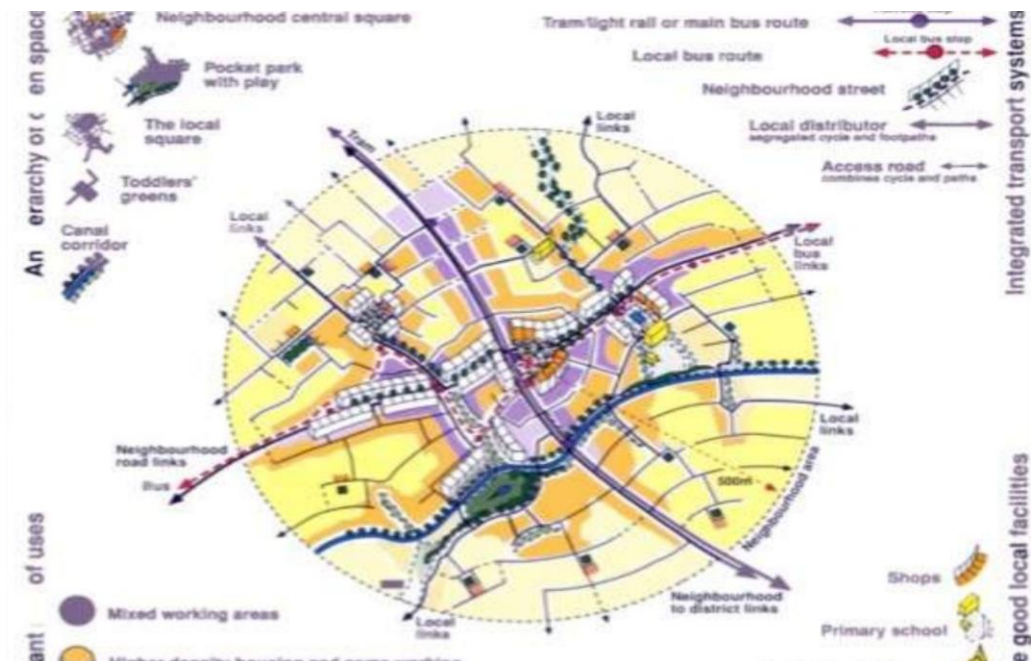 Neighbourhood central square
Pocket park
with play
The local
square
Toddlers'
greens
Canal
corridor
An erarchy of
en space
Tram/light rail or main bus route
Local bus stop
Local bus route
Neighbourhood street
Local distributor
segregated cycle and footpaths
Access road
combines cycle and paths
Integrated transport systems
Tram
Local
links
Local
links
Local
bus
links
Local
links
Neighbourhood
road links
Bus
500m
Neighbourhood area
Neighbourhood
to district links
Local
links
of uses
Mixed working areas
Shops
Primary school
good local facilities